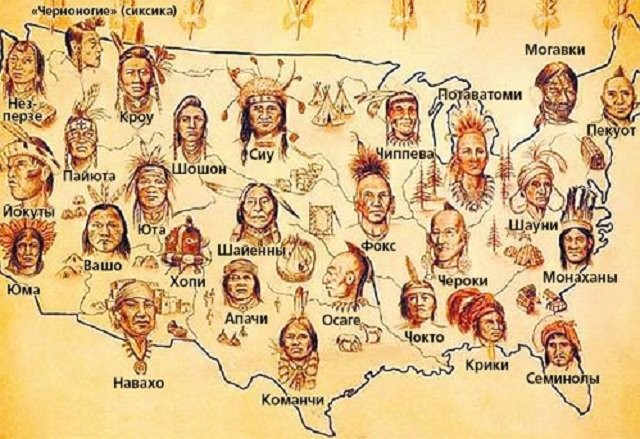 «Черноногие» (сиксика)
Могавки
Нез-
перзе
Кроу
Потаватоми
Пекуот
Пайюта
Шошон
Сиу
Чиппева
Йокуты
Юта
Шауни
Вашо
Шайенны
Фокс
Юма
Хопи
Чероки
Монаханы
Апачи
Осаге
Чокто
Крики
Навахо
Команчи
Семинолы